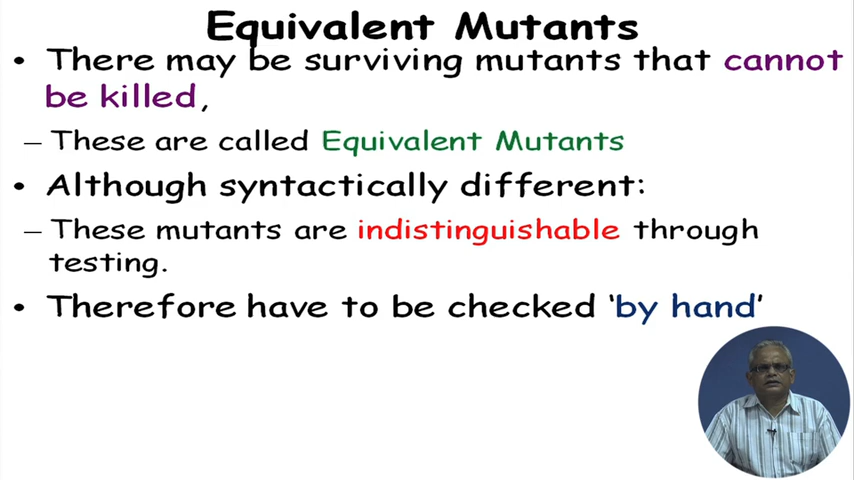 Equivalent Mutants
• There may be surviving mutants that cannot
be killed,
– These are called Equivalent Mutants
• Although syntactically different:
– These mutants are indistinguishable through
testing.
• Therefore have to be checked ‘by hand’